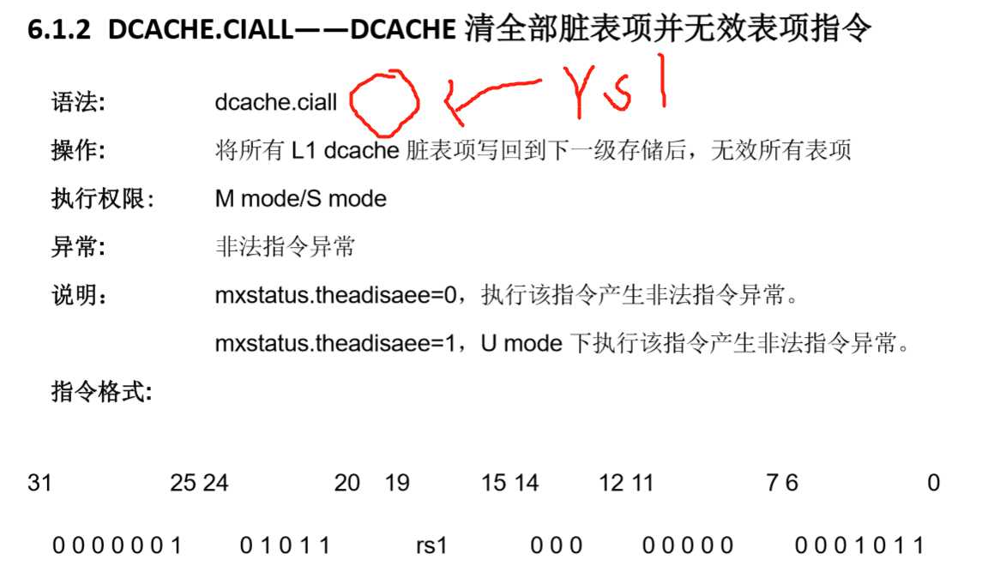 6.1.2 DCACHE.CIALL——DCACHE 清全部脏表项并无效表项指令
语法: dcache.ciall rs1
操作: 将所有 L1 dcache 脏表项写回到下一级存储后，无效所有表项
执行权限: M mode/S mode
异常: 非法指令异常
说明: mxstatus.theadisaee=0，执行该指令产生非法指令异常。
mxstatus.theadisaee=1，U mode 下执行该指令产生非法指令异常。
指令格式:
31 25 24 20 19 15 14 12 11 7 6 0
0 0 0 0 0 0 1 0 1 0 1 1 rs1 0 0 0 0 0 0 0 0 0 0 0 1 0 1 1